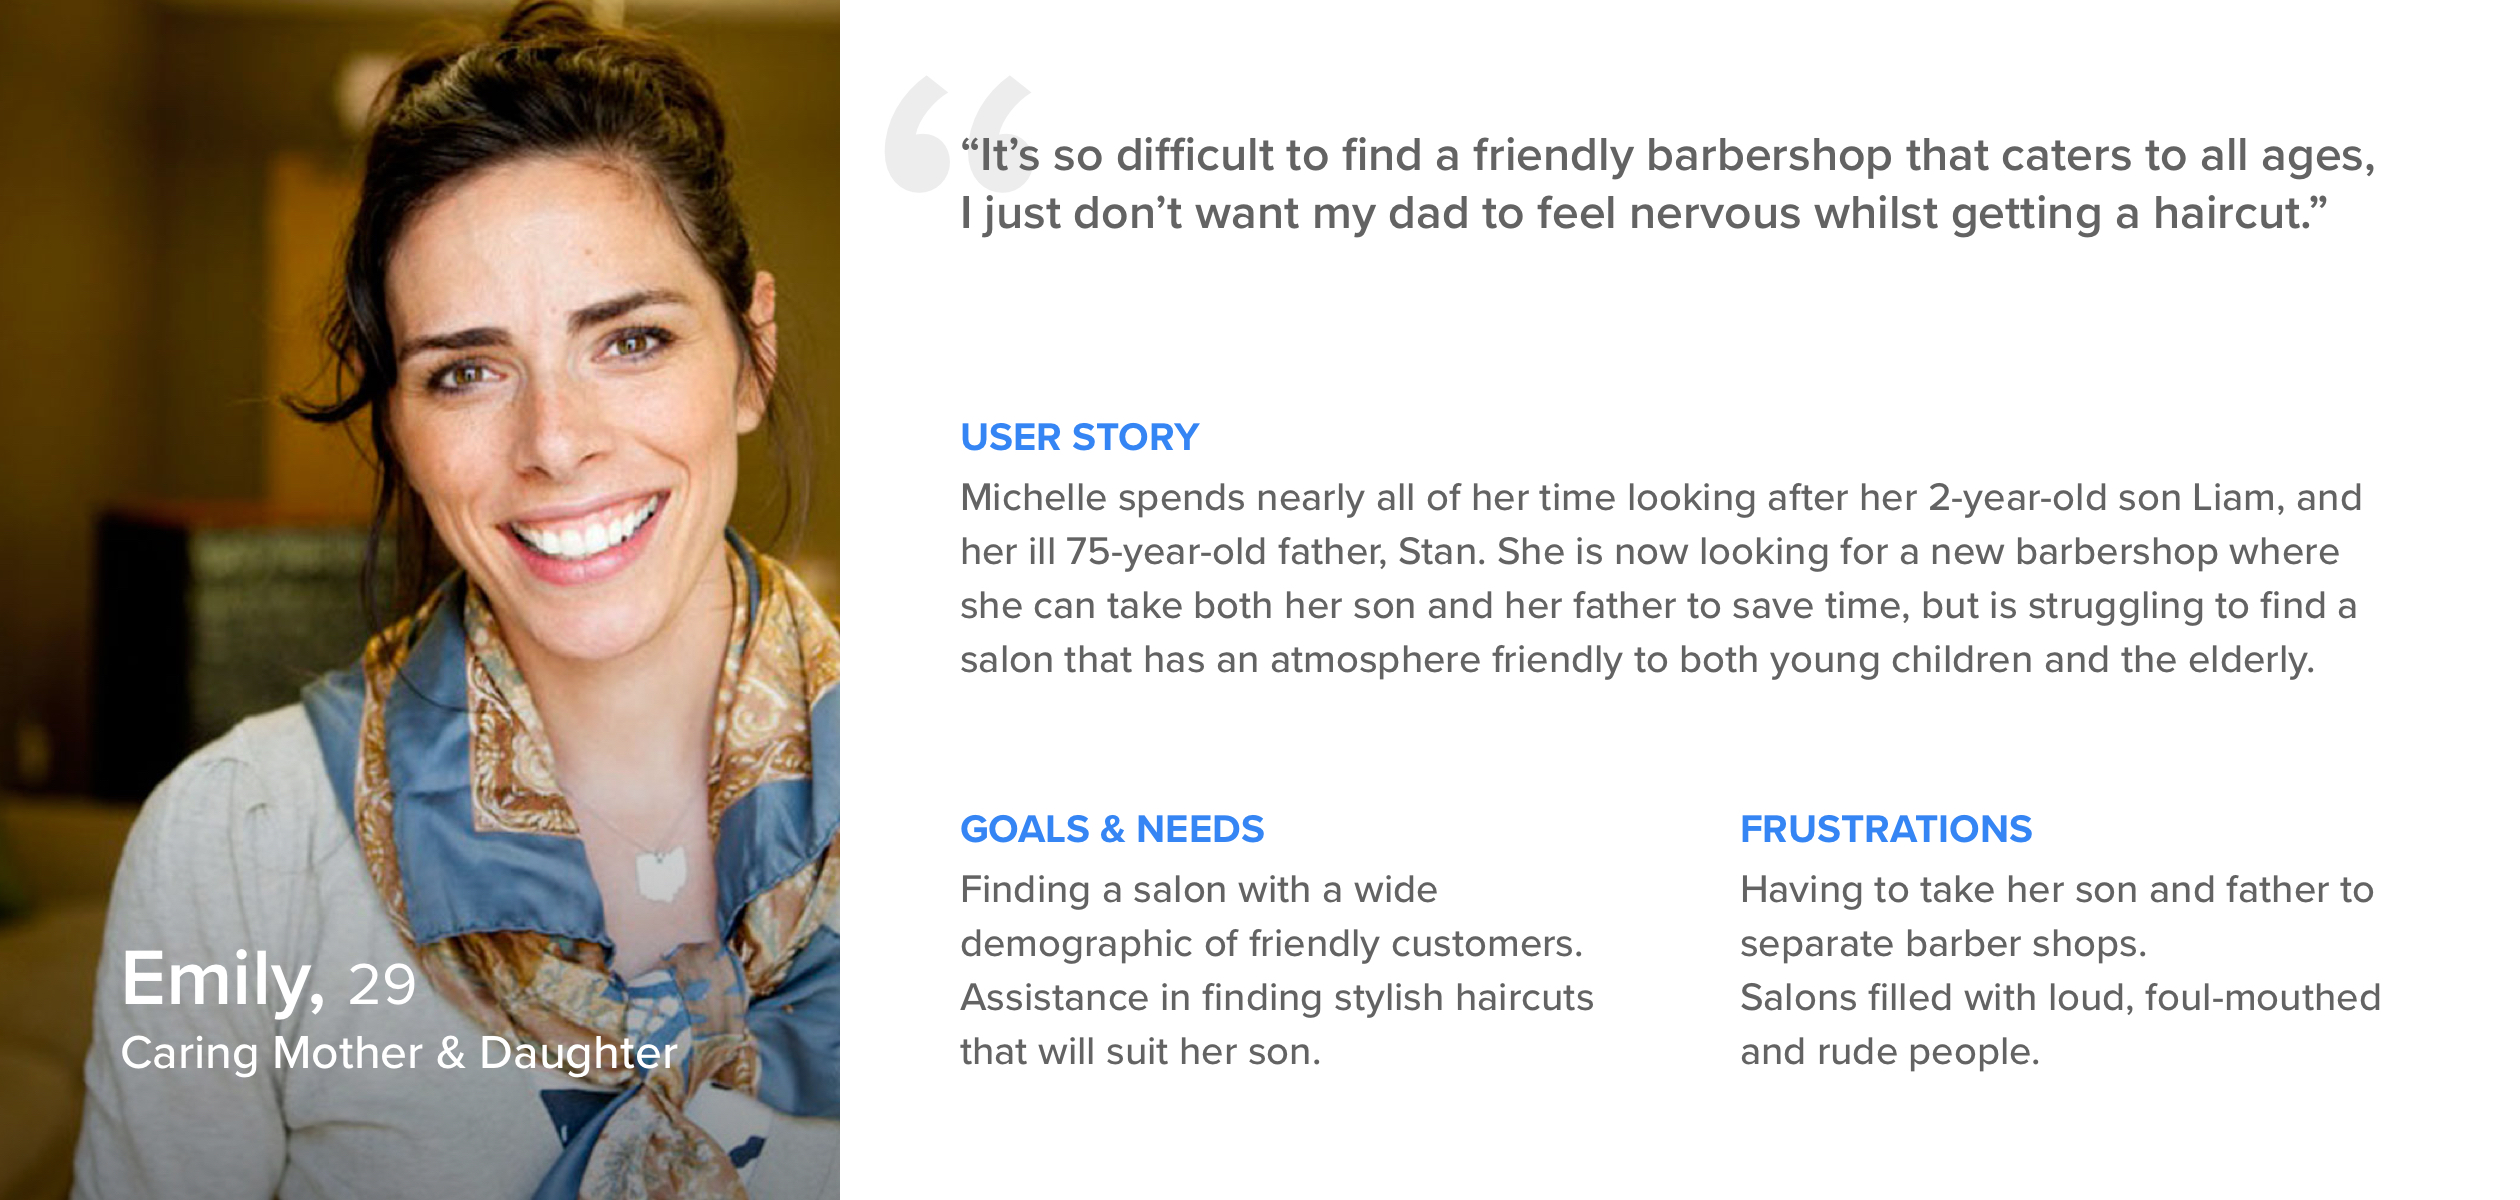 “It’s so difficult to find a friendly barbershop that caters to all ages,
I just don’t want my dad to feel nervous whilst getting a haircut.”
USER STORY
Michelle spends nearly all of her time looking after her 2-year-old son Liam, and
her ill 75-year-old father, Stan. She is now looking for a new barbershop where
she can take both her son and her father to save time, but is struggling to find a
salon that has an atmosphere friendly to both young children and the elderly.
GOALS & NEEDS
Finding a salon with a wide
demographic of friendly customers.
Assistance in finding stylish haircuts
that will suit her son.
FRUSTRATIONS
Having to take her son and father to
separate barber shops.
Salons filled with loud, foul-mouthed
and rude people.
Emily, 29
Caring Mother & Daughter